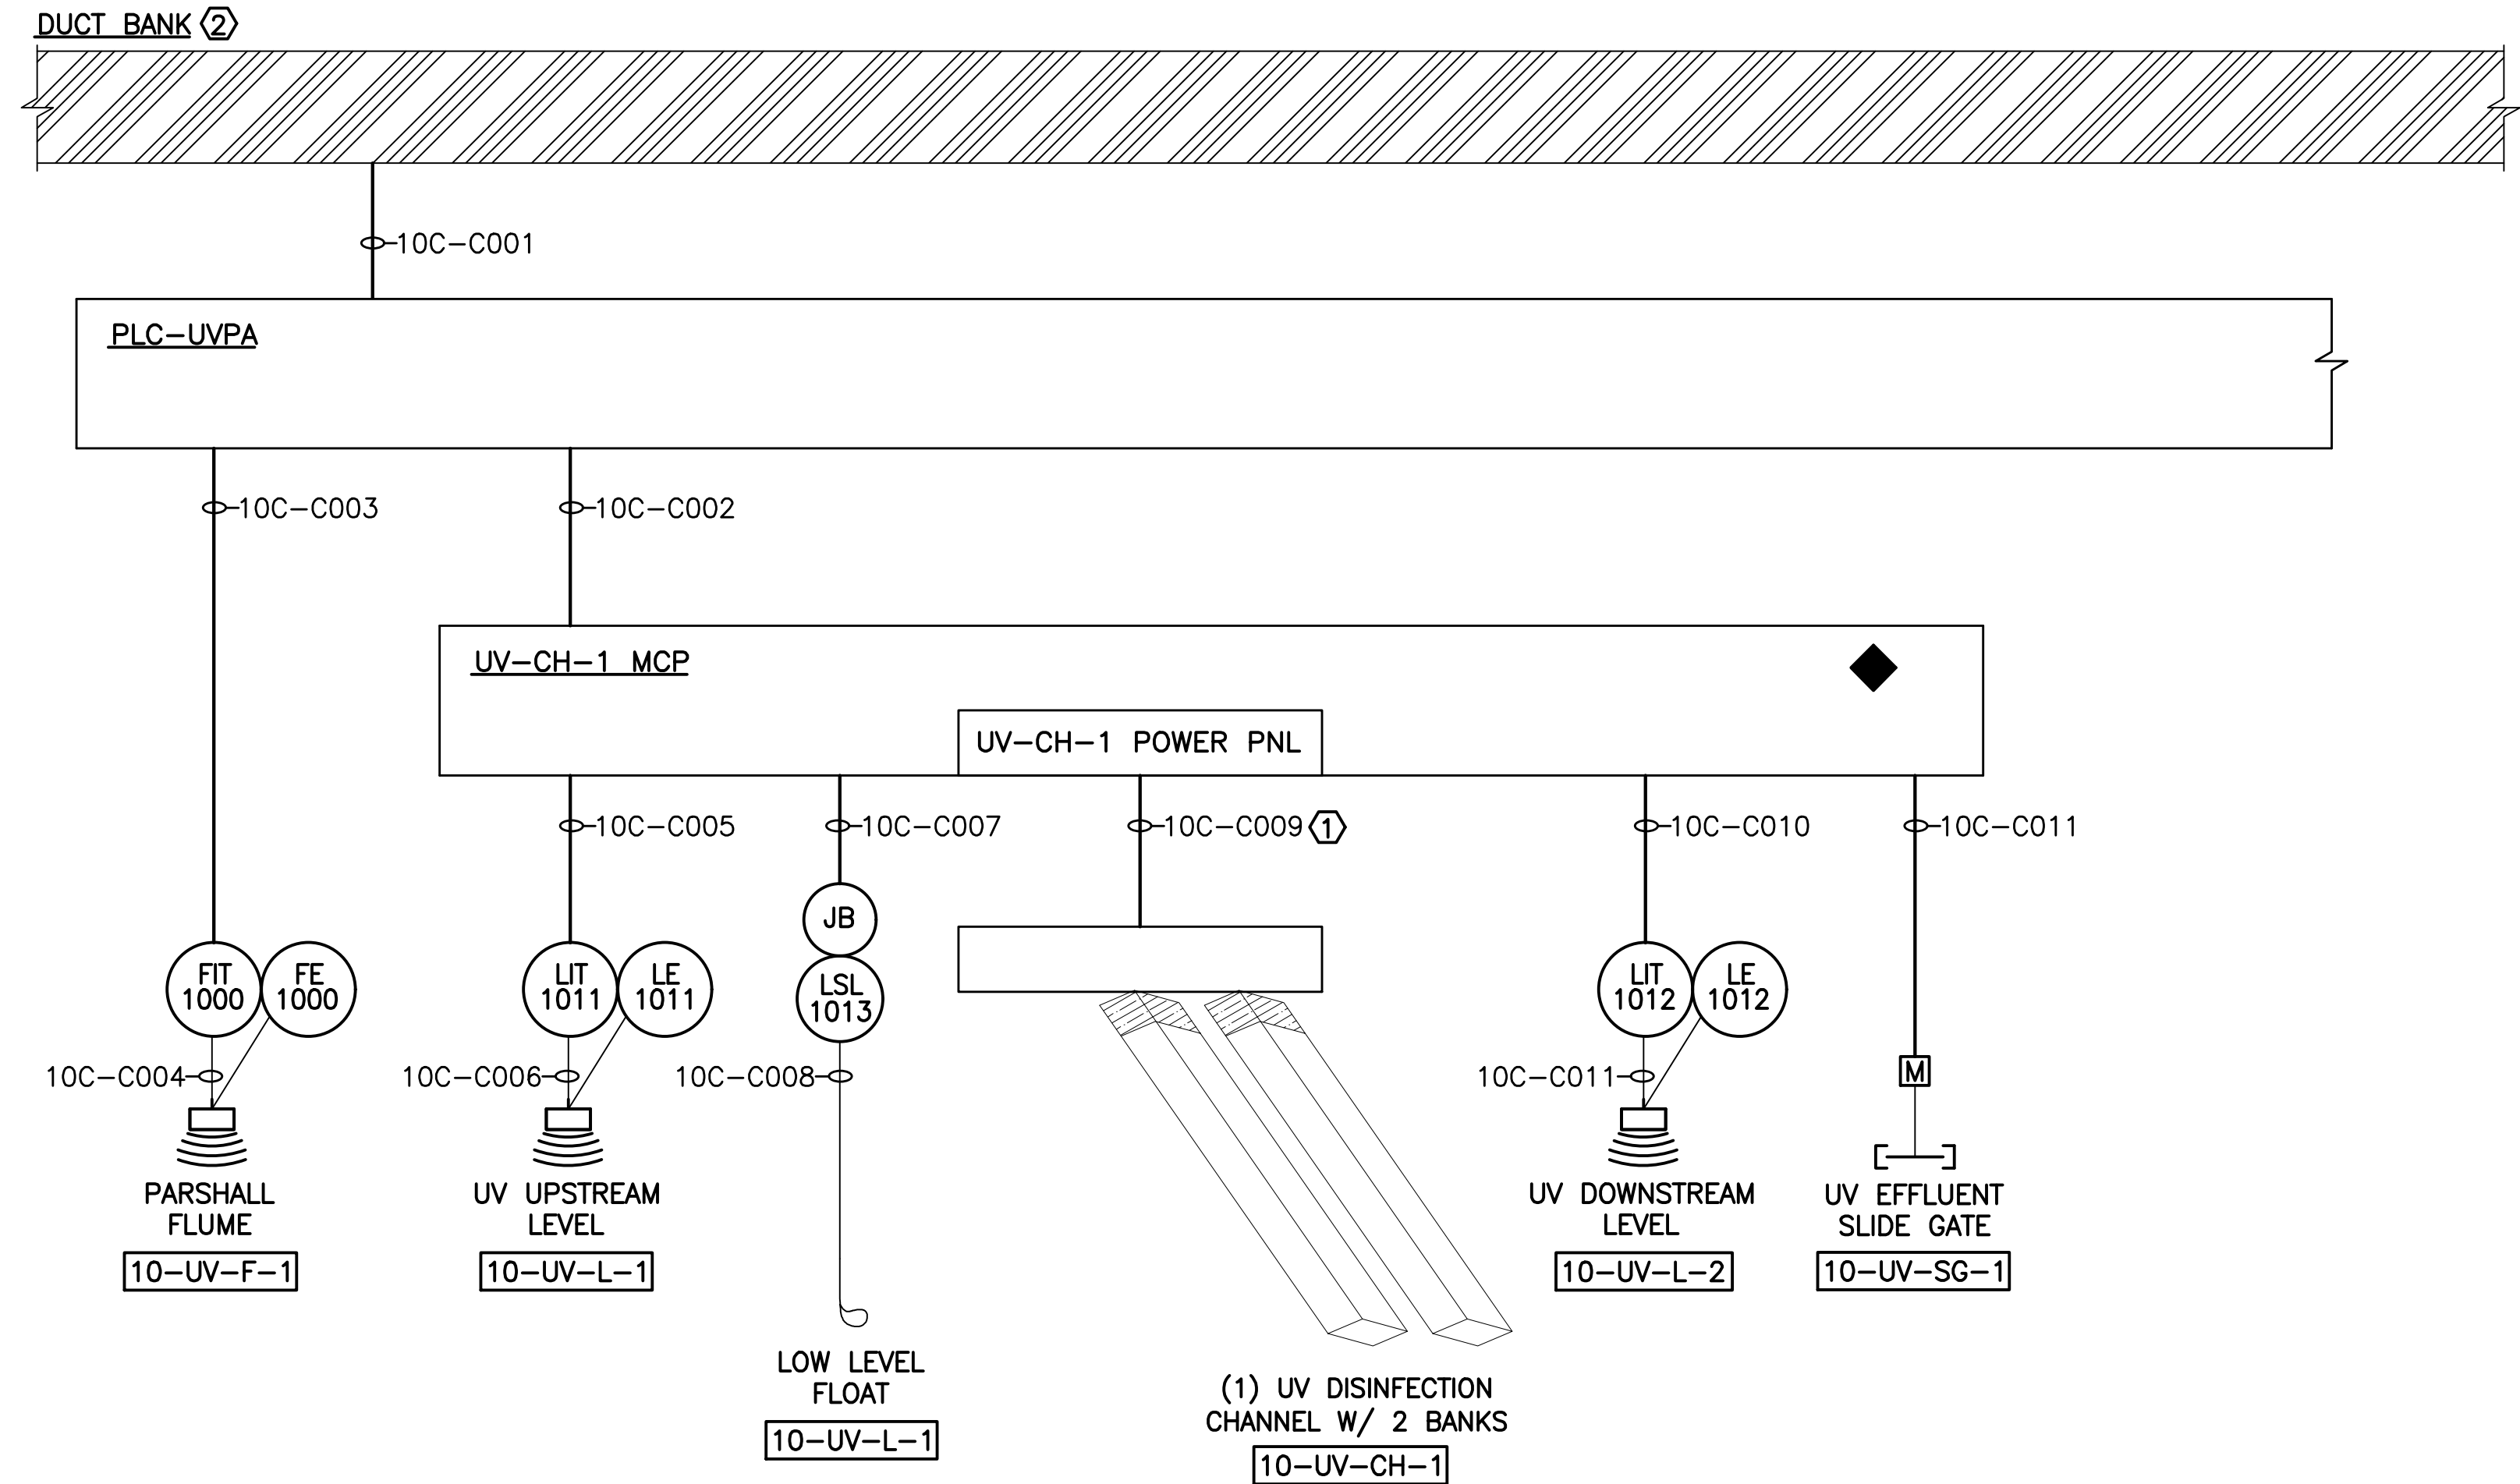 DUCT BANK 2
10C-C001
PLC-UVPA
10C-C003
10C-C002
UV-CH-1 MCP
UV-CH-1 POWER PNL
10C-C005
10C-C007
10C-C009 1
10C-C010
10C-C011
JB
FIT
1000
FE
1000
LIT
1011
LE
1011
LSL
1013
LIT
1012
LE
1012
10C-C004
10C-C006
10C-C008
10C-C011
M
PARSHALL
FLUME
10-UV-F-1
UV UPSTREAM
LEVEL
10-UV-L-1
UV DOWNSTREAM
LEVEL
10-UV-L-2
UV EFFLUENT
SLIDE GATE
10-UV-SG-1
LOW LEVEL
FLOAT
10-UV-L-1
(1) UV DISINFECTION
CHANNEL W/ 2 BANKS
10-UV-CH-1